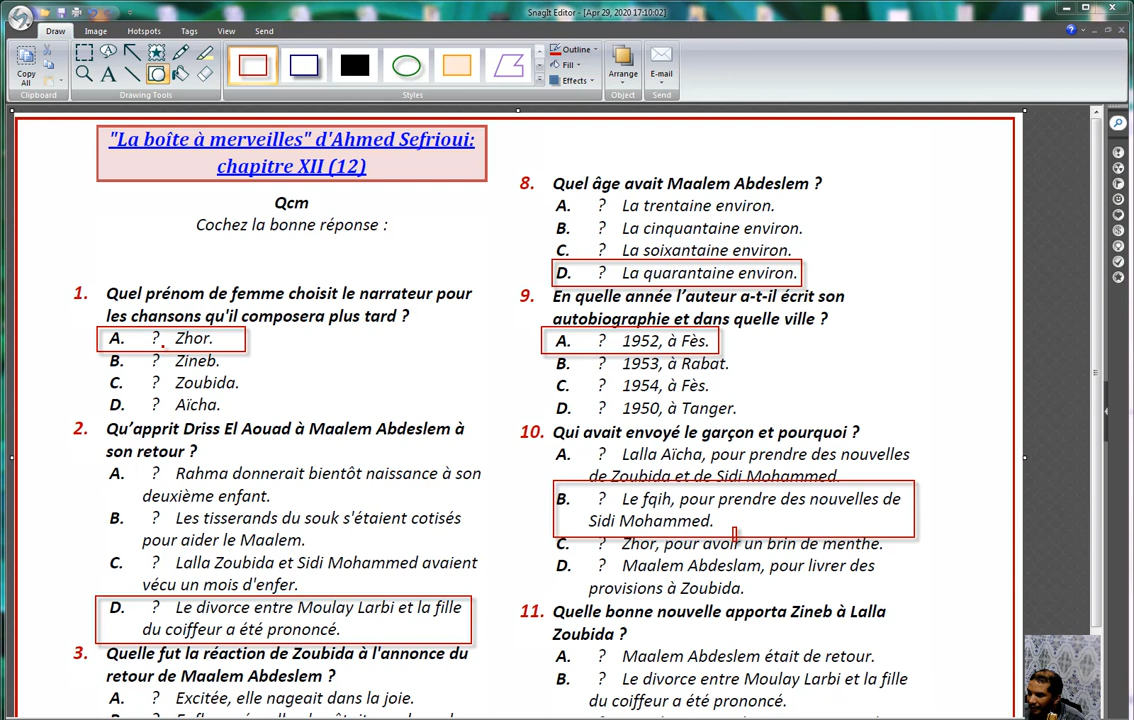 SnagIt Editor - [Apr 29, 2020 17:10:02]
Draw Image Hotspots Tags View Send
Copy All
Clipboard
Drawing Tools
Styles
Outline
Fill
Effects
Arrange
Object
E-mail
Send
"La boîte à merveilles" d'Ahmed Sefrioui:
chapitre XII (12)
Qcm
Cochez la bonne réponse :
1. Quel prénom de femme choisit le narrateur pour
les chansons qu'il composera plus tard ?
A. ? Zhor.
B. ? Zineb.
C. ? Zoubida.
D. ? Aïcha.
2. Qu’apprit Driss El Aouad à Maalem Abdeslem à
son retour ?
A. ? Rahma donnerait bientôt naissance à son
deuxième enfant.
B. ? Les tisserands du souk s'étaient cotisés
pour aider le Maalem.
C. ? Lalla Zoubida et Sidi Mohammed avaient
vécu un mois d'enfer.
D. ? Le divorce entre Moulay Larbi et la fille
du coiffeur a été prononcé.
3. Quelle fut la réaction de Zoubida à l'annonce du
retour de Maalem Abdeslem ?
A. ? Excitée, elle nageait dans la joie.
8. Quel âge avait Maalem Abdeslem ?
A. ? La trentaine environ.
B. ? La cinquantaine environ.
C. ? La soixantaine environ.
D. ? La quarantaine environ.
9. En quelle année l’auteur a-t-il écrit son
autobiographie et dans quelle ville ?
A. ? 1952, à Fès.
B. ? 1953, à Rabat.
C. ? 1954, à Fès.
D. ? 1950, à Tanger.
10. Qui avait envoyé le garçon et pourquoi ?
A. ? Lalla Aïcha, pour prendre des nouvelles
de Zoubida et de Sidi Mohammed.
B. ? Le fqih, pour prendre des nouvelles de
Sidi Mohammed.
C. ? Zhor, pour avoir un brin de menthe.
D. ? Maalem Abdeslam, pour livrer des
provisions à Zoubida.
11. Quelle bonne nouvelle apporta Zineb à Lalla
Zoubida ?
A. ? Maalem Abdeslem était de retour.
B. ? Le divorce entre Moulay Larbi et la fille
du coiffeur a été prononcé.